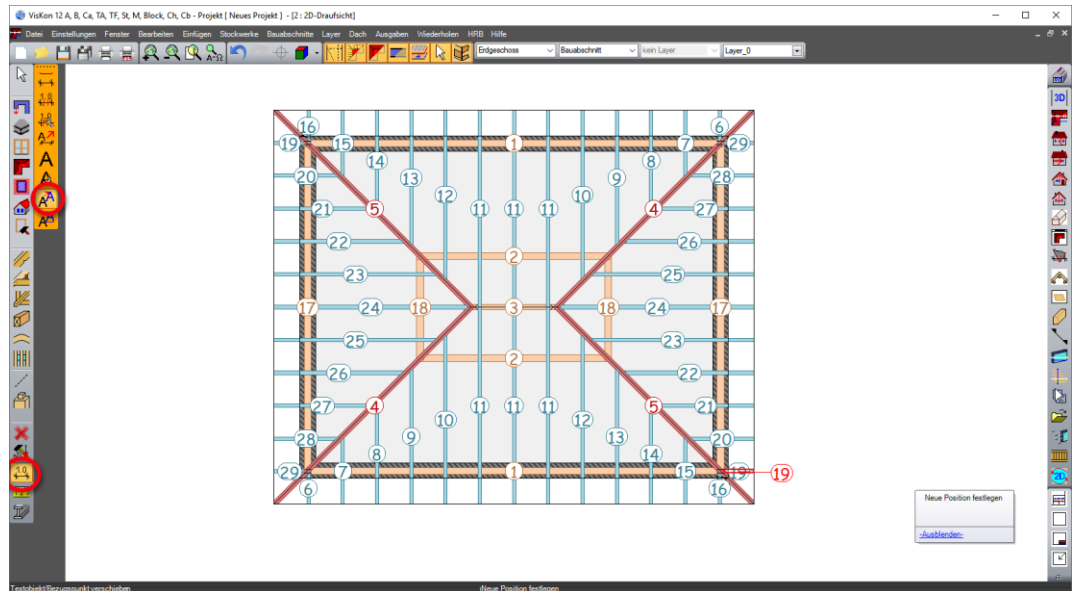 VisKon 12 A, B, Ca, TA, TF, St, M, Block, Ch, Cb - Projekt ( Neues Projekt ) - [2 : 2D-Draufsicht]
Datei Einstellungen Fenster Bearbeiten Einfügen Stockwerke Bauabschnitte Layer Dach Ausgaben Wiederholen HRB Hilfe
Erdgeschoss Bauabschnitt kein Layer Layer_0
3D
16 6
19 15 1 7 29
14 8
20 13 9 28
12 10
21 5 11 11 11 4 27
22 26
2
23 25
17 24 18 3 18 24 17
25 23
2
26 22
27 4 11 11 11 5 21
10 12
28 9 13 20
8 14
29 7 1 15 19 19
6 16
1.0
2D
Neue Position festlegen
-Ausblenden-
Textobjekt/Bezugspunkt verschieben Neue Position festlegen